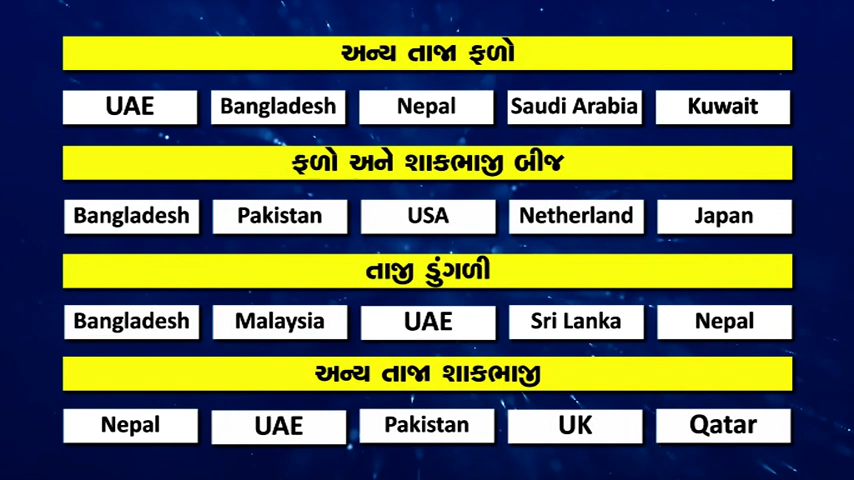 અન્ય તાજા ફળો
UAE Bangladesh Nepal Saudi Arabia Kuwait
ફળો અને શાકભાજી બીજ
Bangladesh Pakistan USA Netherland Japan
તાજી ડુંગળી
Bangladesh Malaysia UAE Sri Lanka Nepal
અન્ય તાજા શાકભાજી
Nepal UAE Pakistan UK Qatar